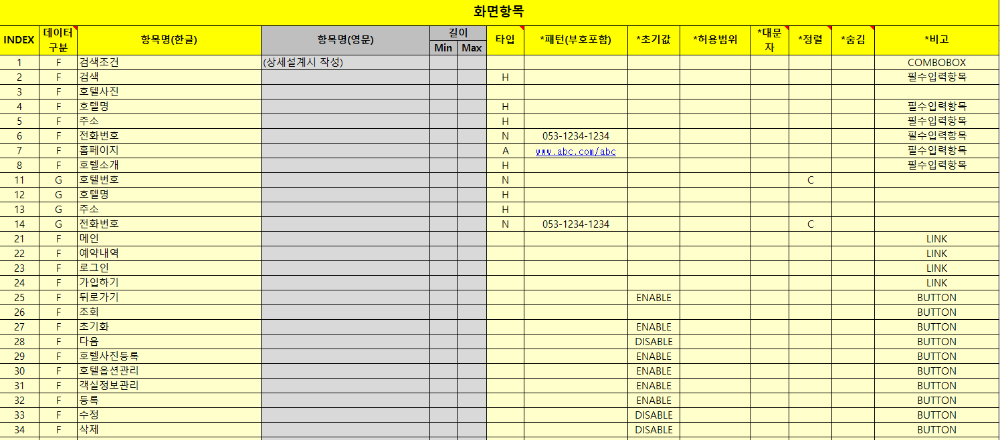 화면항목
INDEX 데이터 구분 항목명(한글) 항목명(영문) 길이 Min Max 타입 *패턴(부호포함) *초기값 *허용범위 *대문자 *정렬 *숨김 *비고
1 F 검색조건 (상세설계시 작성) COMBOBOX
2 F 검색 H 필수입력항목
3 F 호텔사진
4 F 호텔명 H 필수입력항목
5 F 주소 H 필수입력항목
6 F 전화번호 N 053-1234-1234 필수입력항목
7 F 홈페이지 A www.abc.com/abc 필수입력항목
8 F 호텔소개 H 필수입력항목
11 G 호텔번호 N C
12 G 호텔명 H
13 G 주소 H
14 G 전화번호 N 053-1234-1234 C
21 F 메인 LINK
22 F 예약내역 LINK
23 F 로그인 LINK
24 F 가입하기 LINK
25 F 뒤로가기 ENABLE BUTTON
26 F 조회 BUTTON
27 F 초기화 ENABLE BUTTON
28 F 다음 DISABLE BUTTON
29 F 호텔사진등록 ENABLE BUTTON
30 F 호텔옵션관리 ENABLE BUTTON
31 F 객실정보관리 ENABLE BUTTON
32 F 등록 ENABLE BUTTON
33 F 수정 DISABLE BUTTON
34 F 삭제 DISABLE BUTTON